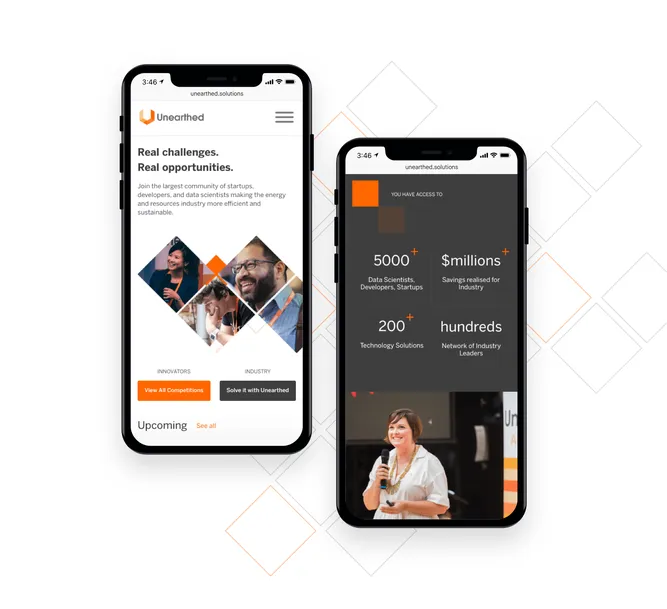 3:46
unearthed.solutions
Unearthed
Real challenges.
Real opportunities.
Join the largest community of startups,
developers, and data scientists making the energy
and resources industry more efficient and
sustainable.
INNOVATORS INDUSTRY
View All Competitions Solve it with Unearthed
Upcoming See all
3:46
unearthed.solutions
YOU HAVE ACCESS TO
5000+ $millions+
Data Scientists, Savings realised for
Developers, Startups Industry
200+ hundreds
Technology Solutions Network of Industry
Leaders
Un